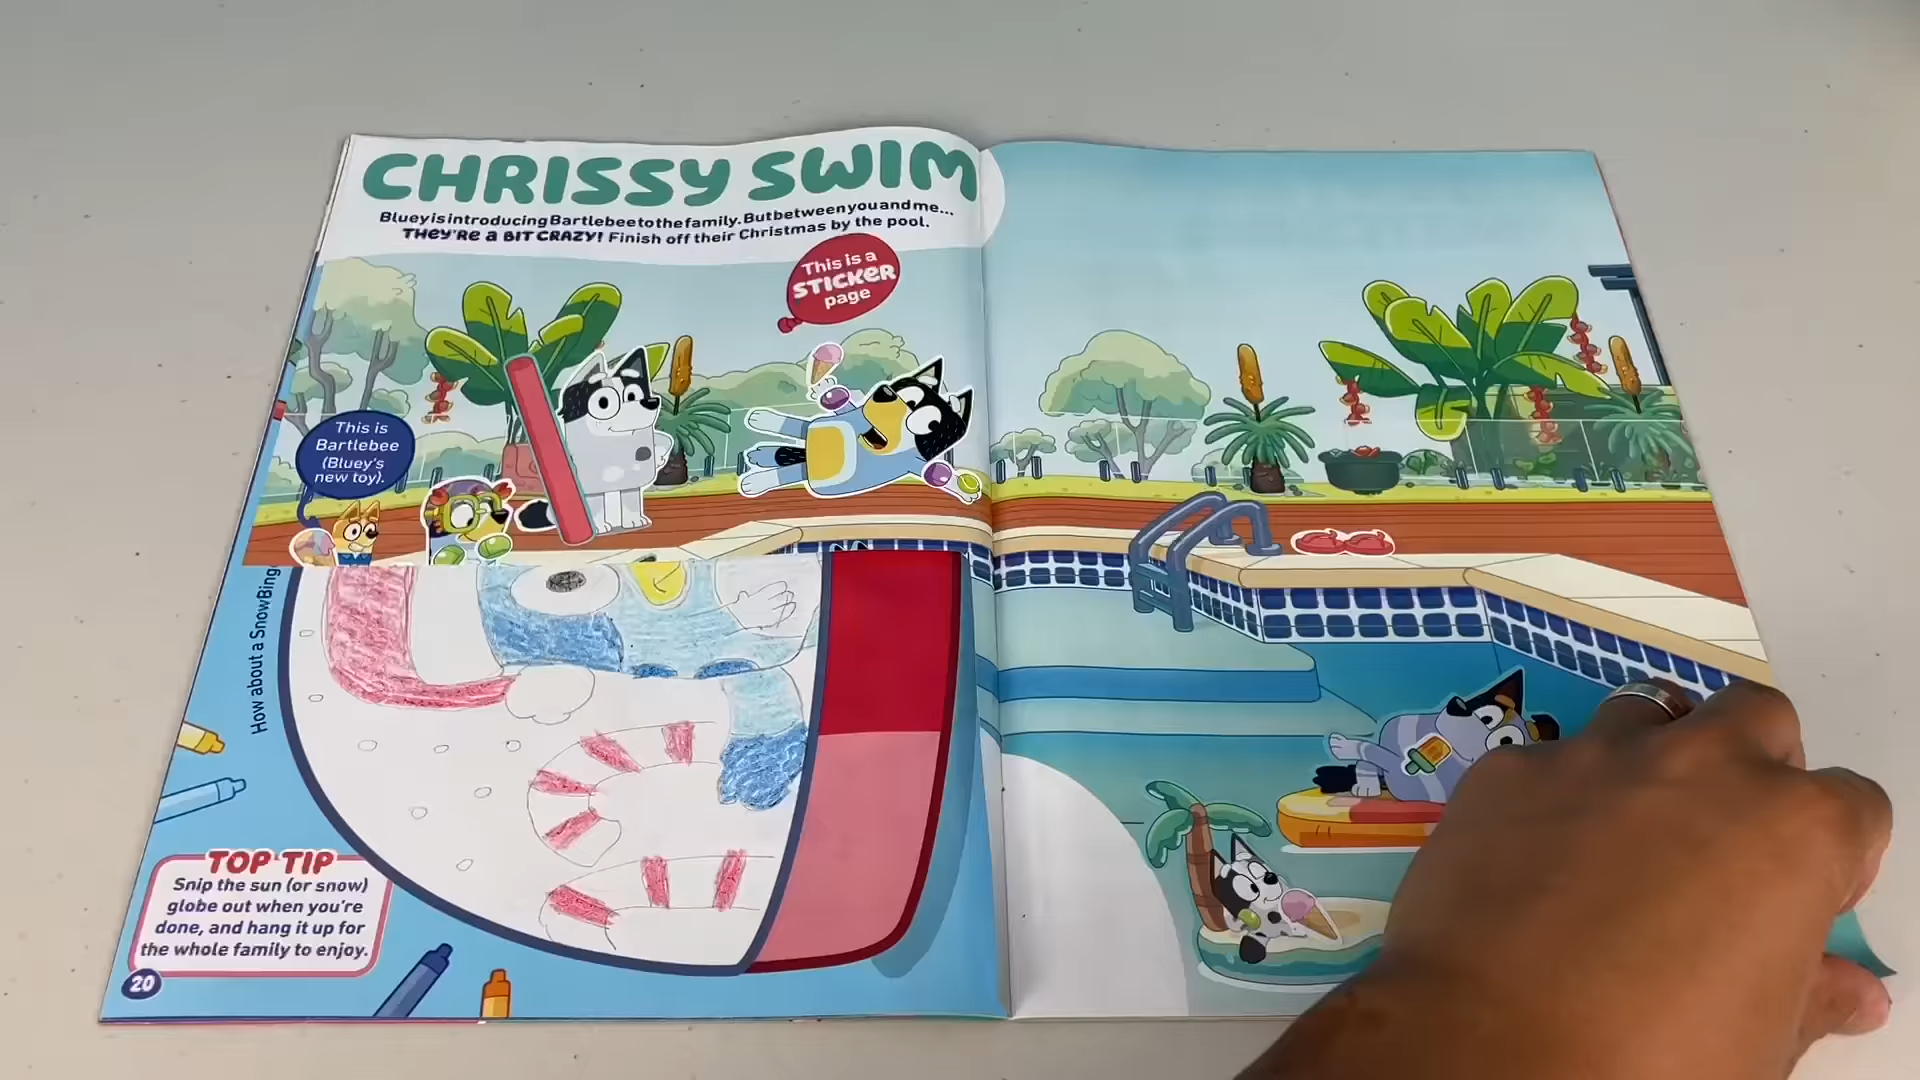 CHRISSY SWIM
Bluey is introducing Bartlebee to the family. But between you and me...
THEY'RE A BIT CRAZY! Finish off their Christmas by the pool.
This is a
STICKER
page
This is
Bartlebee
(Bluey's
new toy).
How about a SnowBing
TOP TIP
Snip the sun (or snow)
globe out when you're
done, and hang it up for
the whole family to enjoy.
20